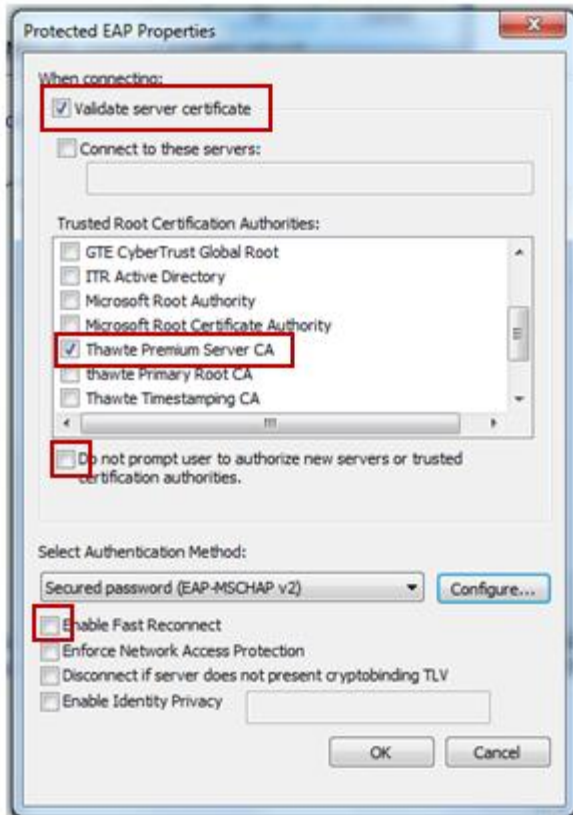 Protected EAP Properties
When connecting:
Validate server certificate
Connect to these servers:
Trusted Root Certification Authorities:
GTE CyberTrust Global Root
ITR Active Directory
Microsoft Root Authority
Microsoft Root Certificate Authority
Thawte Premium Server CA
thawte Primary Root CA
Thawte Timestamping CA
Do not prompt user to authorize new servers or trusted
certification authorities.
Select Authentication Method:
Secured password (EAP-MSCHAP v2)
Configure...
Enable Fast Reconnect
Enforce Network Access Protection
Disconnect if server does not present cryptobinding TLV
Enable Identity Privacy
OK
Cancel